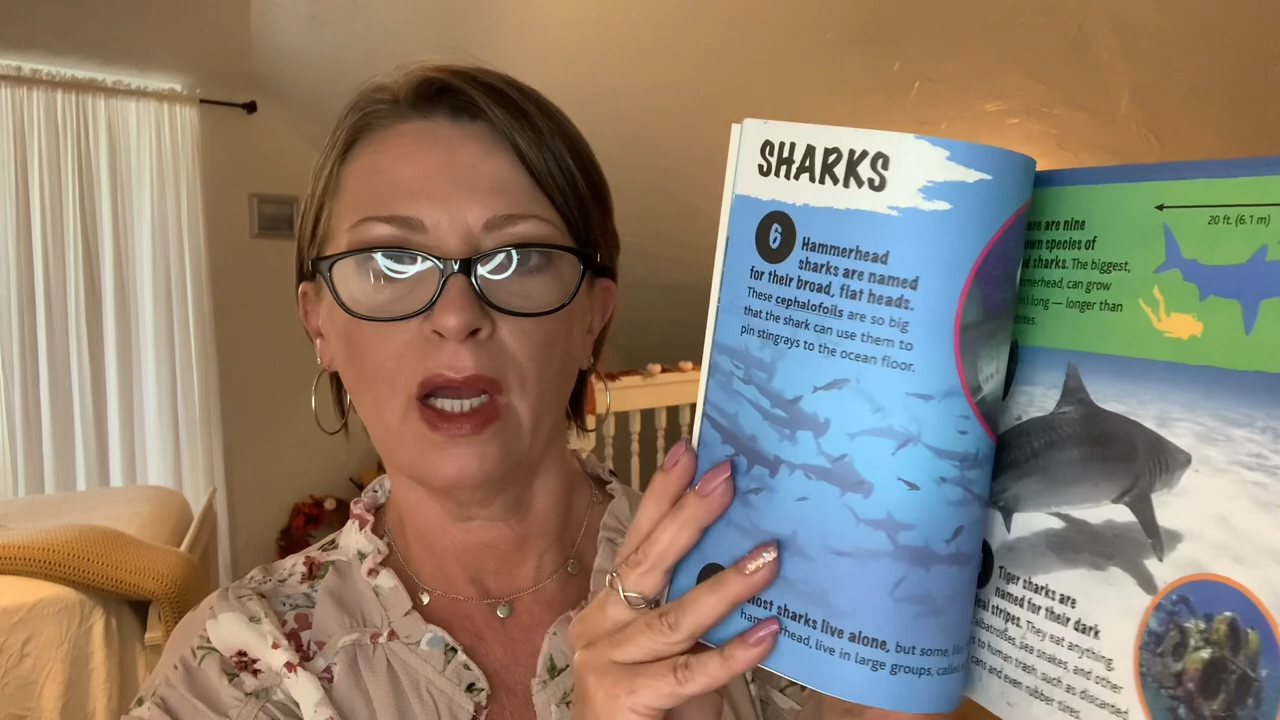 SHARKS
6
Hammerhead
sharks are named
for their broad, flat heads.
These cephalofoils are so big
that the shark can use them to
pin stingrays to the ocean floor.
Most sharks live alone, but some,
hammerhead, live in large groups, called
20 ft. (6.1 m)
are nine
species of
sharks. The biggest,
can grow
long — longer than
Tiger sharks are
named for their dark
stripes. They eat anything,
albatrosses, sea snakes, and other
to human trash, such as discarded
cans and even rubber tires.